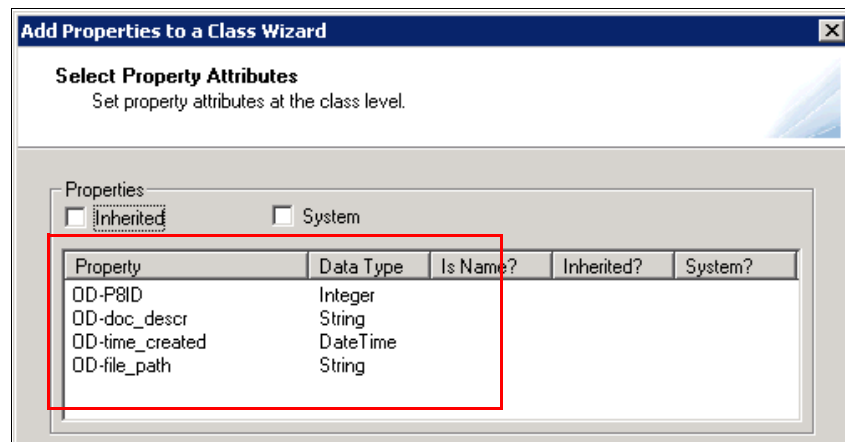 Add Properties to a Class Wizard
Select Property Attributes
Set property attributes at the class level.
Properties
Inherited System
Property Data Type Is Name? Inherited? System?
OD-P8ID Integer
OD-doc_descr String
OD-time_created DateTime
OD-file_path String